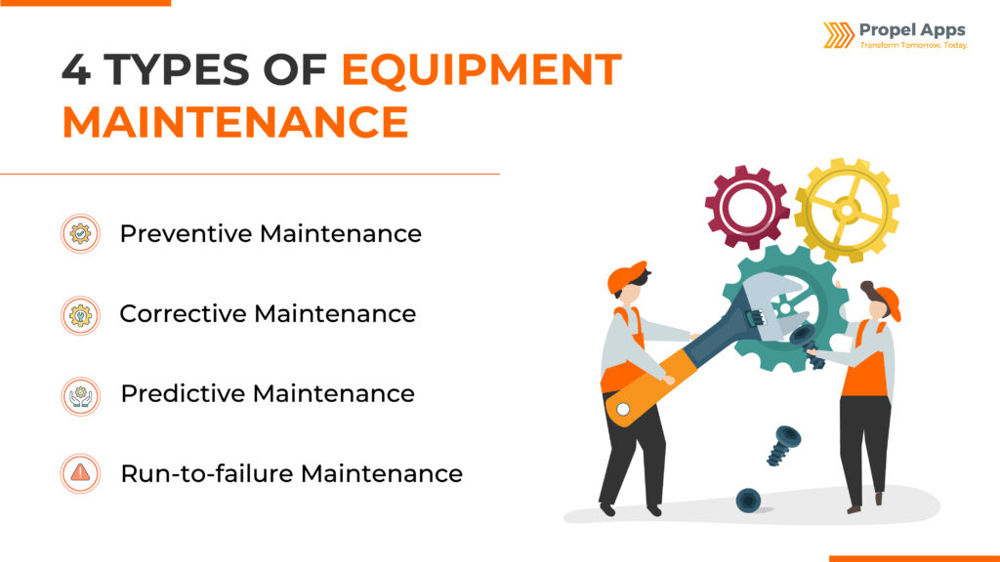 Propel Apps
Transform Tomorrow. Today.
4 TYPES OF EQUIPMENT
MAINTENANCE
Preventive Maintenance
Corrective Maintenance
Predictive Maintenance
Run-to-failure Maintenance